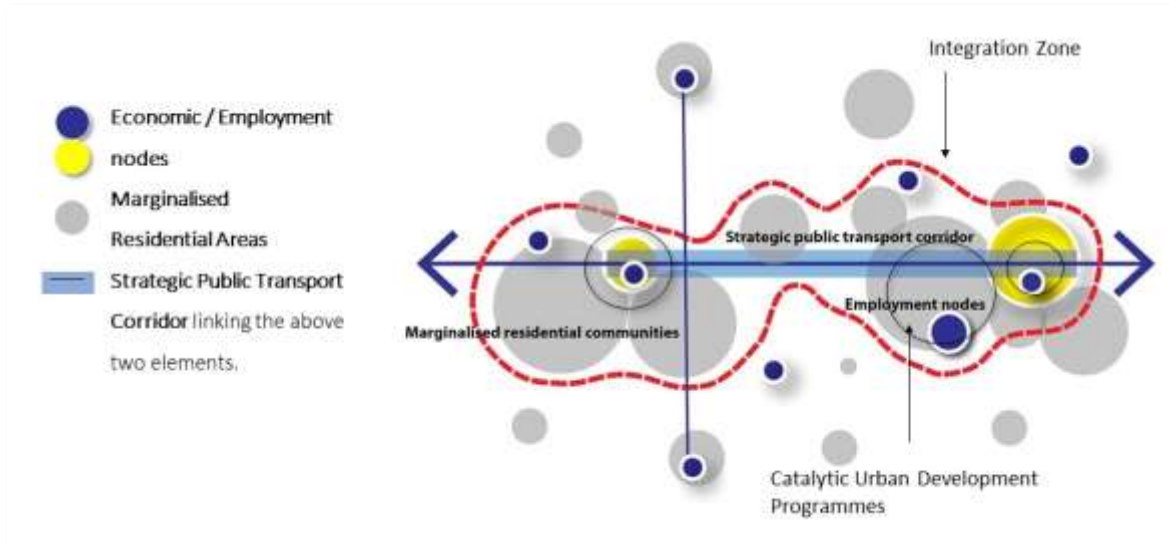 Economic / Employment
nodes
Marginalised
Residential Areas
Strategic Public Transport
Corridor linking the above
two elements.
Integration Zone
Strategic public transport corridor
Employment nodes
Marginalised residential communities
Catalytic Urban Development
Programmes